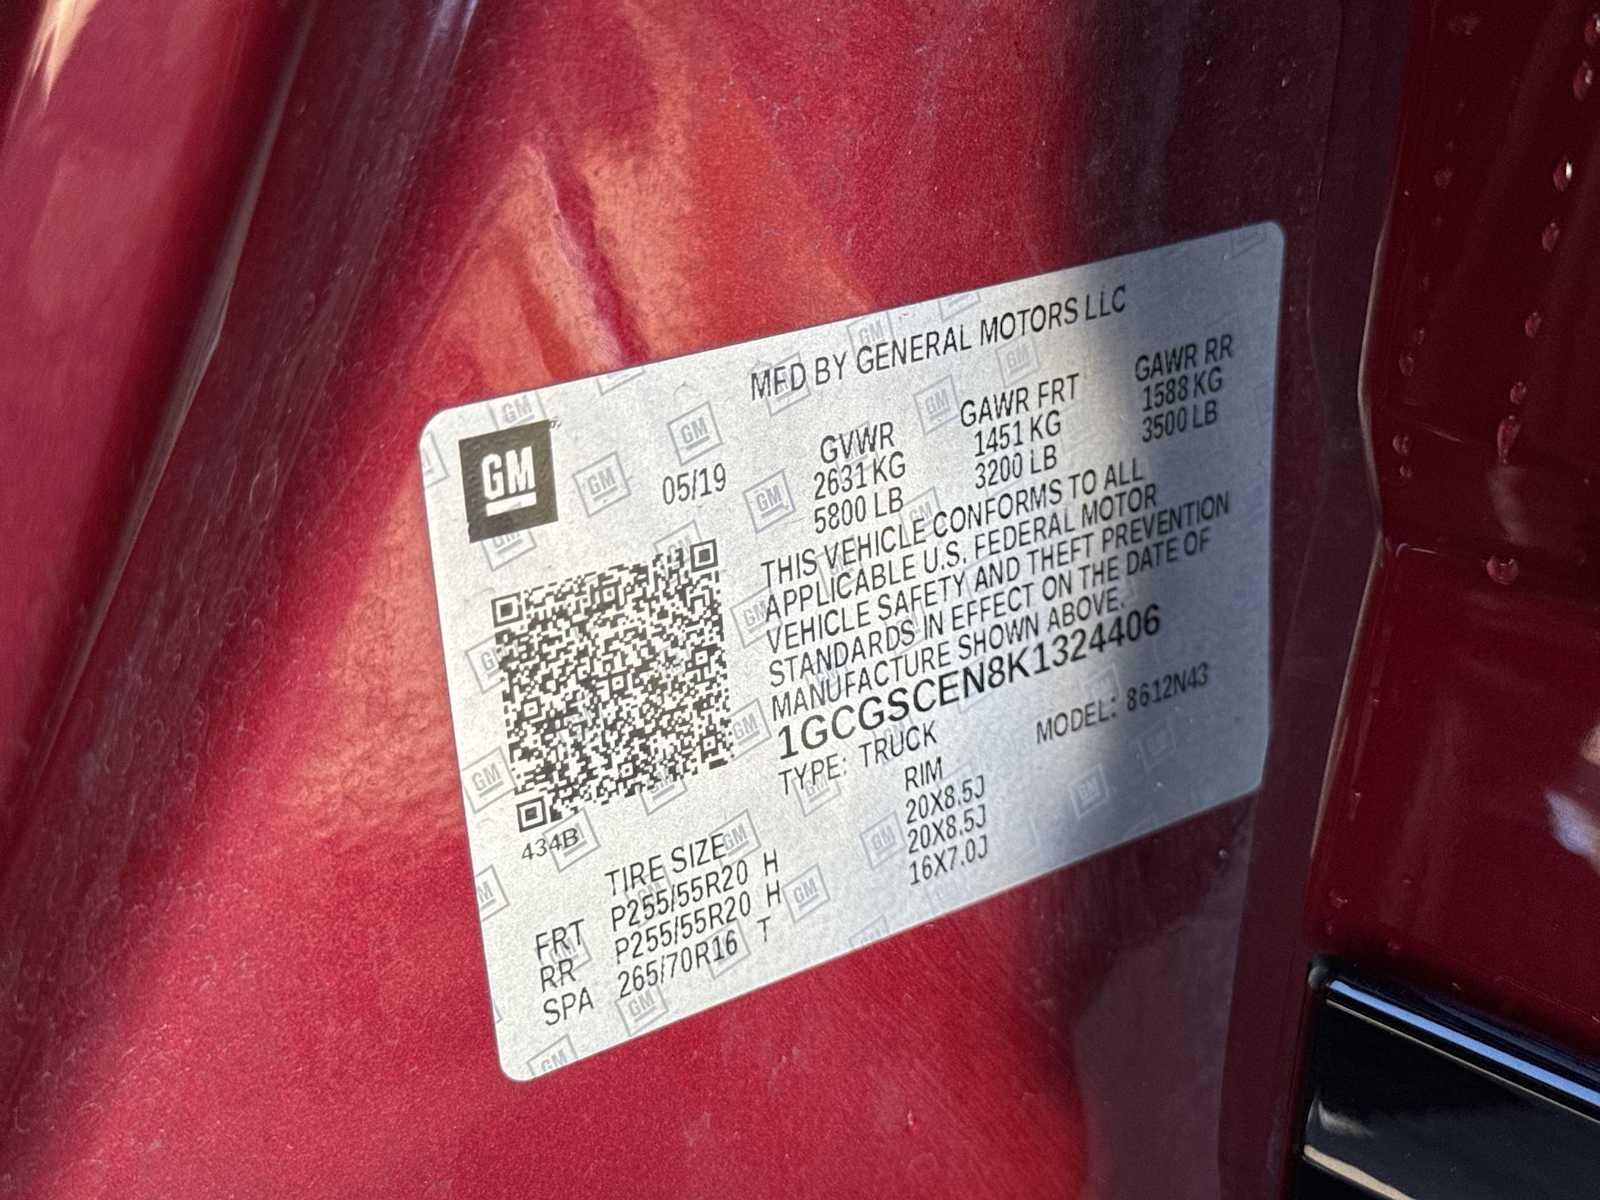 MFD BY GENERAL MOTORS LLC
GM
05/19
GVWR
2631 KG
5800 LB
GAWR FRT
1451 KG
3200 LB
GAWR RR
1588 KG
3500 LB
THIS VEHICLE CONFORMS TO ALL
APPLICABLE U.S. FEDERAL MOTOR
VEHICLE SAFETY AND THEFT PREVENTION
STANDARDS IN EFFECT ON THE DATE OF
MANUFACTURE SHOWN ABOVE.
1GCGSCEN8K1324406
TYPE: TRUCK MODEL: 8612N43
434B
TIRE SIZE RIM
FRT P255/55R20 H 20X8.5J
RR P255/55R20 H 20X8.5J
SPA 265/70R16 T 16X7.0J